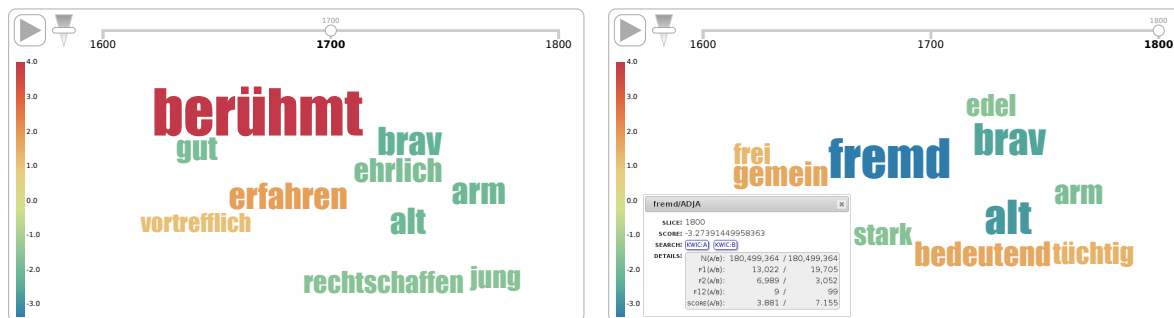 1700
1600 1700 1800
4.0
3.0
2.0
1.0
0.0
-1.0
-2.0
-3.0
berühmt
gut
brav
ehrlich
erfahren
arm
vortrefflich
alt
rechtschaffen
jung
1800
1600 1700 1800
4.0
3.0
2.0
1.0
0.0
-1.0
-2.0
-3.0
edel
brav
frei
fremd
gemein
arm
alt
stark
bedeutend
tüchtig
fremd/ADJA
SLICE: 1800
SCORE: -3.27391449958363
SEARCH: KWIC:A KWIC:B
DETAILS: N(A/B): 180,499,364 / 180,499,364
F1(A/B): 13,022 / 19,705
F2(A/B): 6,989 / 3,052
F12(A/B): 9 / 99
SCORE(A/B): 3.881 / 7.155